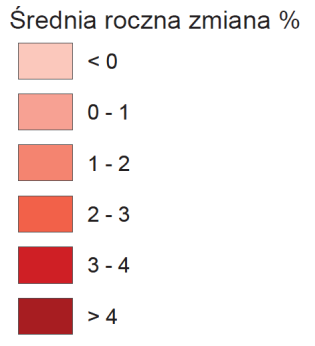 Średnia roczna zmiana %
< 0
0 - 1
1 - 2
2 - 3
3 - 4
> 4